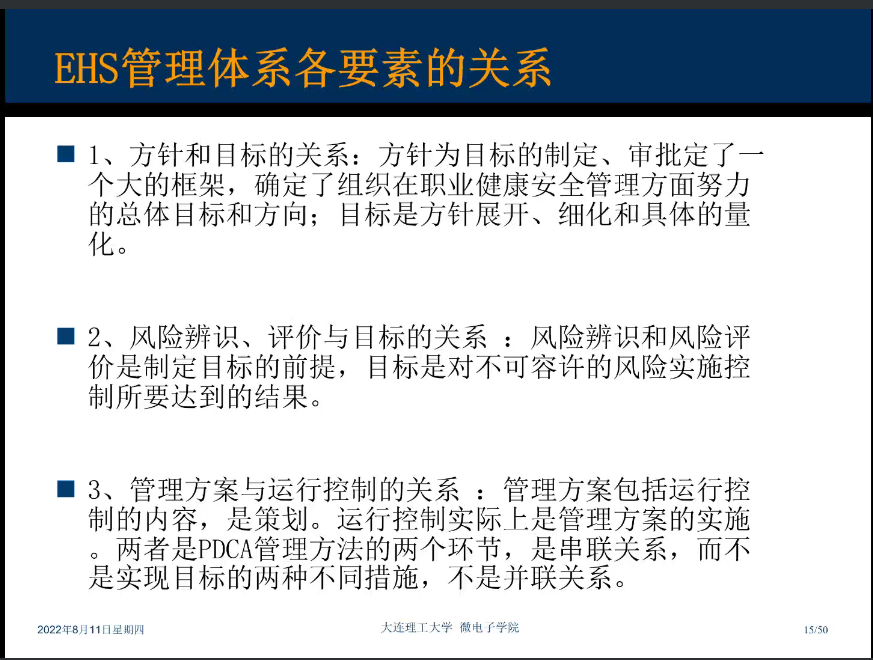 EHS管理体系各要素的关系
1、方针和目标的关系：方针为目标的制定、审批定了一
个大的框架，确定了组织在职业健康安全管理方面努力
的总体目标和方向；目标是方针展开、细化和具体的量
化。
2、风险辨识、评价与目标的关系 ：风险辨识和风险评
价是制定目标的前提，目标是对不可容许的风险实施控
制所要达到的结果。
3、管理方案与运行控制的关系 ：管理方案包括运行控
制的内容，是策划。运行控制实际上是管理方案的实施
。两者是PDCA管理方法的两个环节，是串联关系，而不
是实现目标的两种不同措施，不是并联关系。
2022年8月11日星期四
大连理工大学 微电子学院
15/50